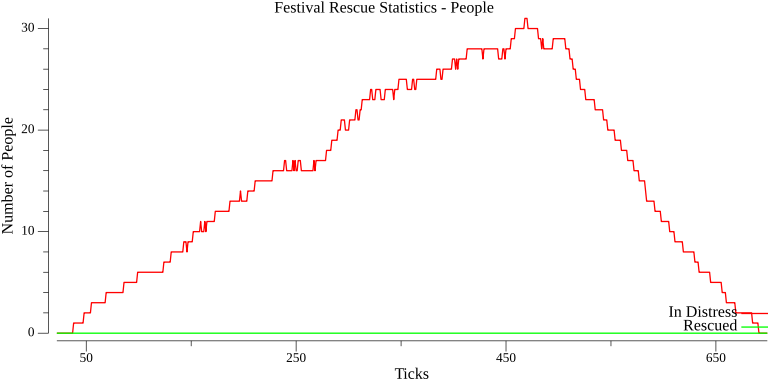 Festival Rescue Statistics - People
Number of People
30
20
10
0
In Distress
Rescued
50
250
450
650
Ticks